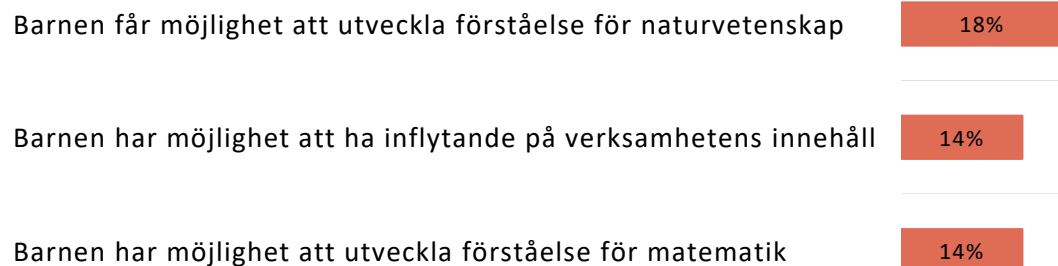 Barnen får möjlighet att utveckla förståelse för naturvetenskap 18%
Barnen har möjlighet att ha inflytande på verksamhetens innehåll 14%
Barnen har möjlighet att utveckla förståelse för matematik 14%